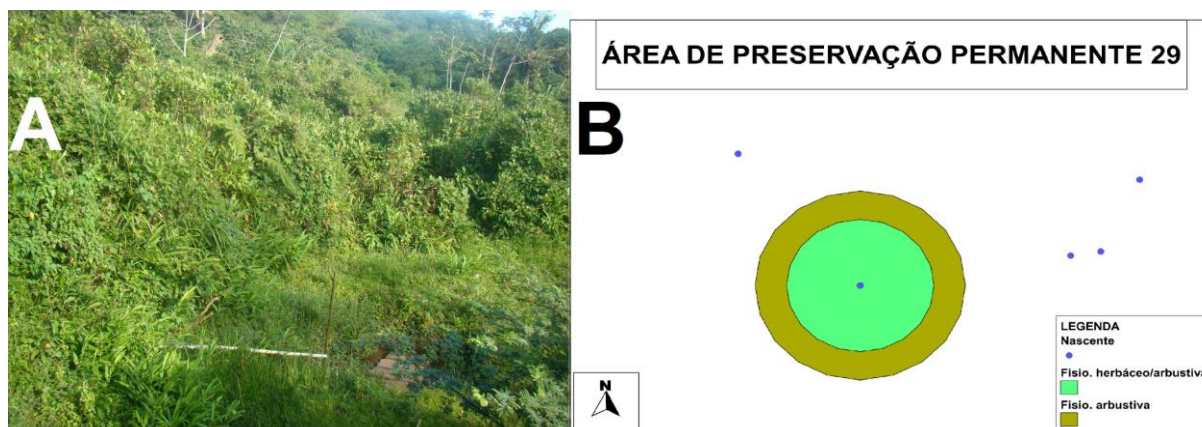 A
ÁREA DE PRESERVAÇÃO PERMANENTE 29
B
LEGENDA
Nascente
Fisio. herbáceo/arbustiva
Fisio. arbustiva
N